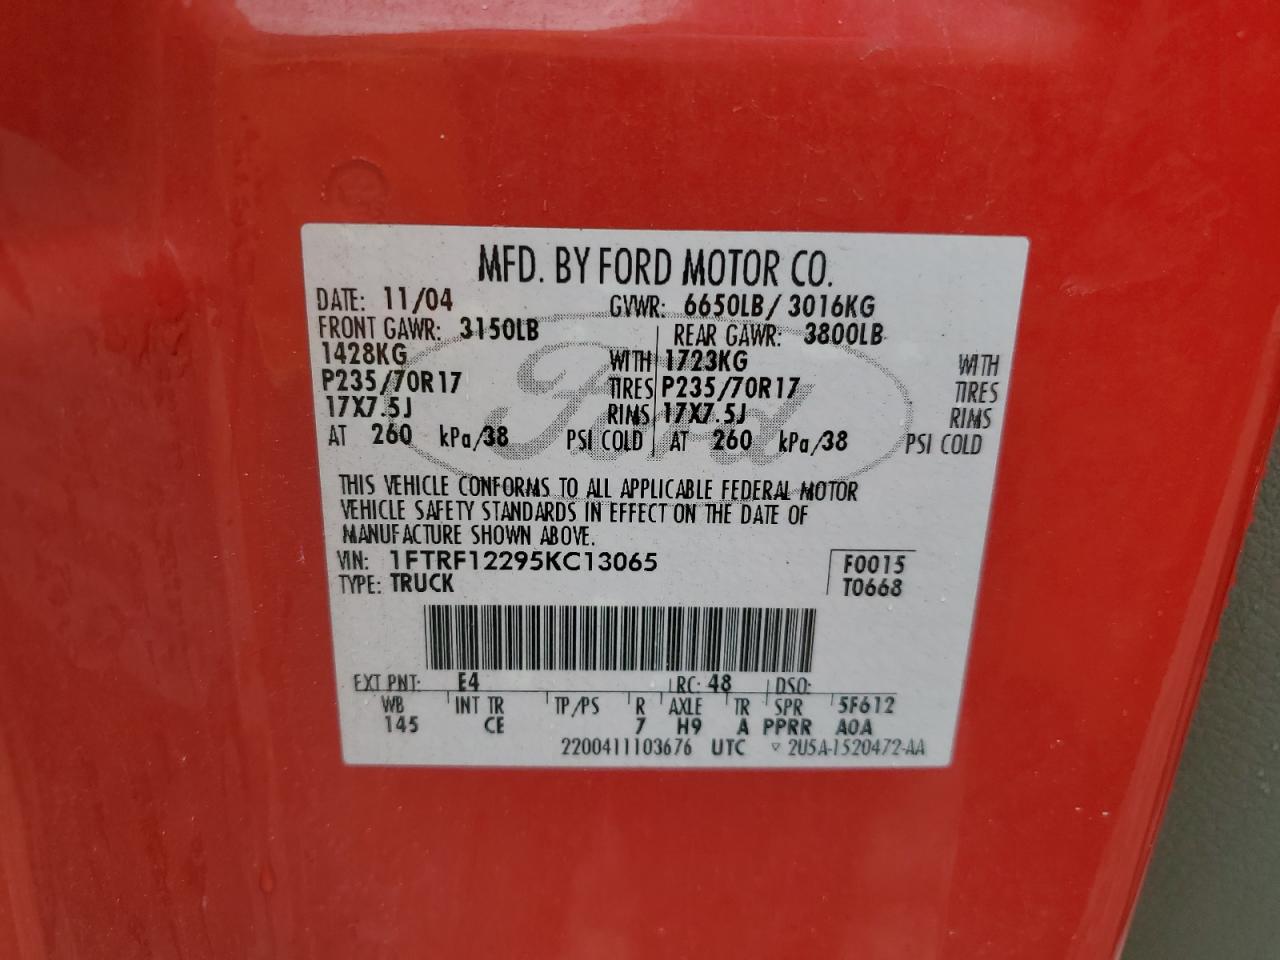 MFD. BY FORD MOTOR CO.
DATE: 11/04 GVWR: 6650LB/ 3016KG
FRONT GAWR: 3150LB REAR GAWR: 3800LB
1428KG WITH 1723KG WITH
P235/70R17 TIRES P235/70R17 TIRES
17X7.5J RIMS 17X7.5J RIMS
AT 260 kPa/38 PSI COLD AT 260 kPa/38 PSI COLD
Ford
THIS VEHICLE CONFORMS TO ALL APPLICABLE FEDERAL MOTOR
VEHICLE SAFETY STANDARDS IN EFFECT ON THE DATE OF
MANUFACTURE SHOWN ABOVE.
VIN: 1FTRF12295KC13065 F0015
TYPE: TRUCK T0668
EXT PNT: E4 RC: 48 DSO:
WB INT TR TP/PS R AXLE TR SPR 5F612
145 CE 7 H9 A PPRR A0A
2200411103676 UTC ▿ 2U5A-1520472-AA